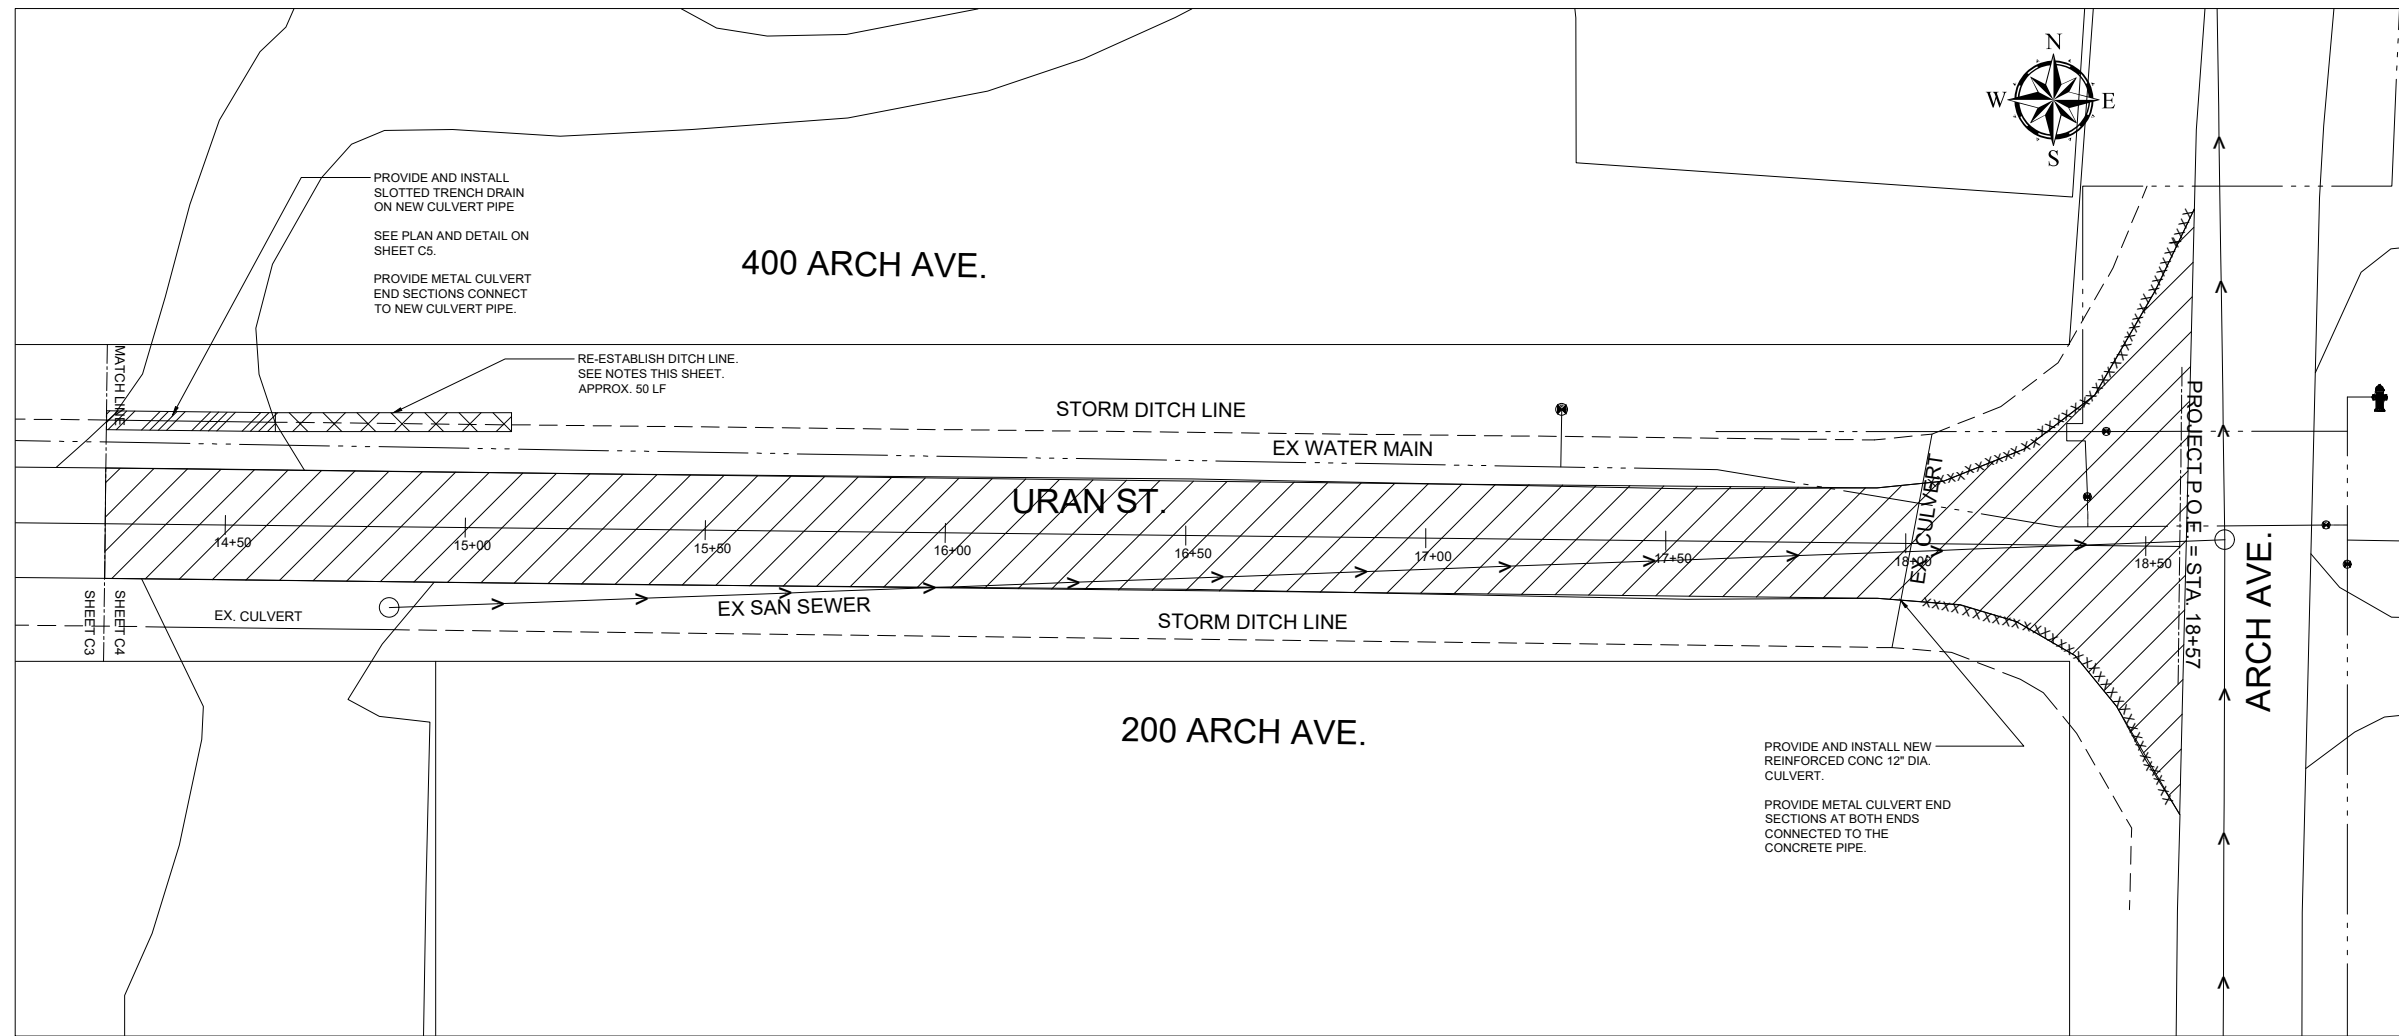 N
W
E
S
PROVIDE AND INSTALL
SLOTTED TRENCH DRAIN
ON NEW CULVERT PIPE
SEE PLAN AND DETAIL ON
SHEET C5.
PROVIDE METAL CULVERT
END SECTIONS CONNECT
TO NEW CULVERT PIPE.
400 ARCH AVE.
MATCH LINE
RE-ESTABLISH DITCH LINE.
SEE NOTES THIS SHEET.
APPROX. 50 LF
STORM DITCH LINE
EX WATER MAIN
URAN ST.
14+50
15+00
15+50
16+00
16+50
17+00
17+50
18+00
18+50
EX. CULVERT
PROJECT P.O.E. = STA. 18+57
ARCH AVE.
SHEET C3
SHEET C4
EX. CULVERT
EX SAN SEWER
STORM DITCH LINE
200 ARCH AVE.
PROVIDE AND INSTALL NEW
REINFORCED CONC 12" DIA.
CULVERT.
PROVIDE METAL CULVERT END
SECTIONS AT BOTH ENDS
CONNECTED TO THE
CONCRETE PIPE.